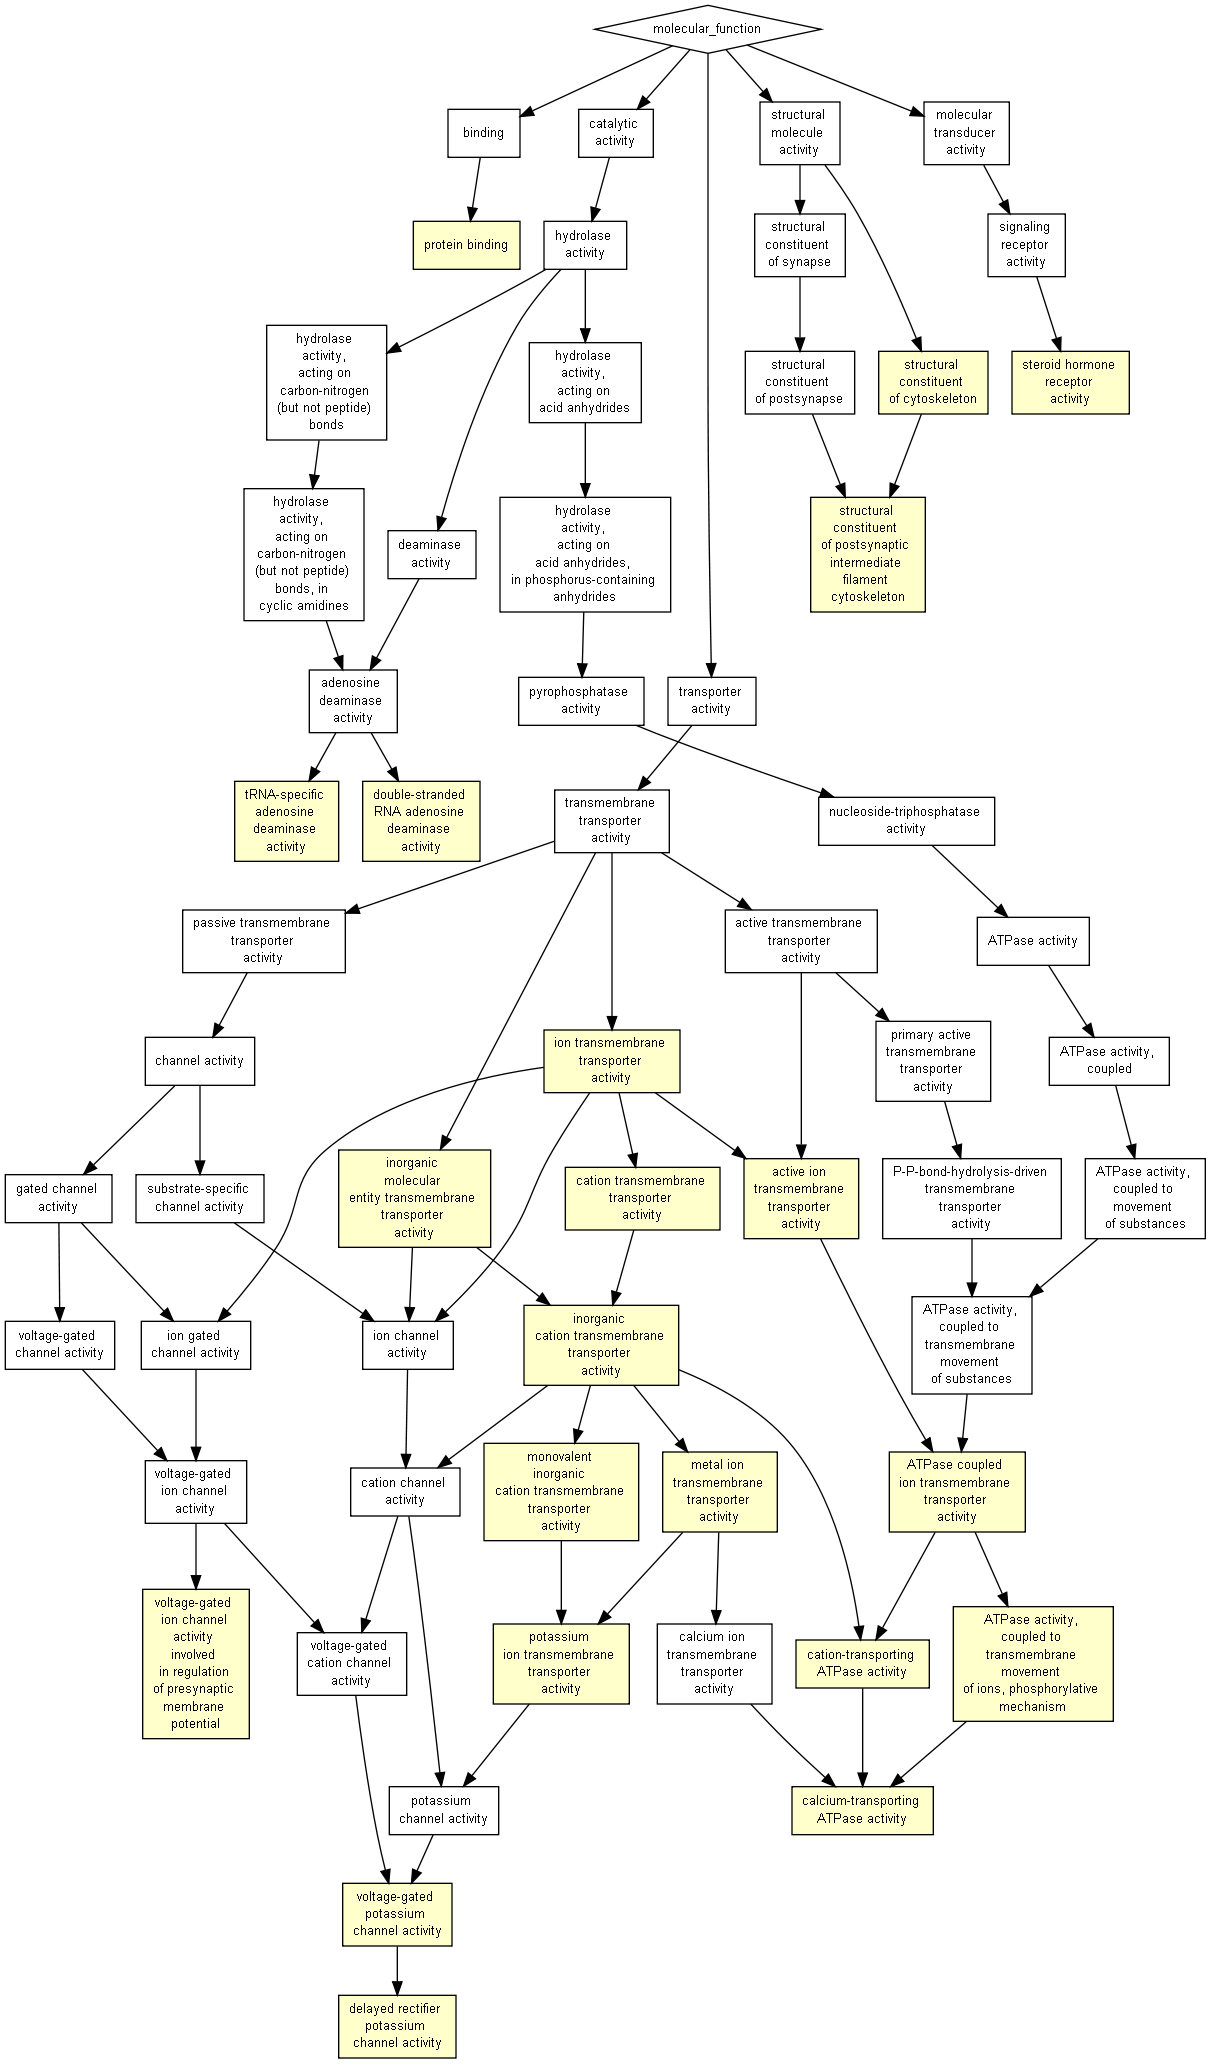 molecular_function
binding
catalytic
activity
structural
molecule
activity
molecular
transducer
activity
protein binding
hydrolase
activity
structural
constituent
of synapse
signaling
receptor
activity
hydrolase
activity,
acting on
carbon-nitrogen
(but not peptide)
bonds
hydrolase
activity,
acting on
acid anhydrides
structural
constituent
of postsynapse
structural
constituent
of cytoskeleton
steroid hormone
receptor
activity
hydrolase
activity,
acting on
carbon-nitrogen
(but not peptide)
bonds, in
cyclic amidines
deaminase
activity
hydrolase
activity,
acting on
acid anhydrides,
in phosphorus-containing
anhydrides
structural
constituent
of postsynaptic
intermediate
filament
cytoskeleton
adenosine
deaminase
activity
pyrophosphatase
activity
transporter
activity
tRNA-specific
adenosine
deaminase
activity
double-stranded
RNA adenosine
deaminase
activity
transmembrane
transporter
activity
nucleoside-triphosphatase
activity
passive transmembrane
transporter
activity
active transmembrane
transporter
activity
ATPase activity
channel activity
ion transmembrane
transporter
activity
primary active
transmembrane
transporter
activity
ATPase activity,
coupled
gated channel
activity
substrate-specific
channel activity
inorganic
molecular
entity transmembrane
transporter
activity
cation transmembrane
transporter
activity
active ion
transmembrane
transporter
activity
P-P-bond-hydrolysis-driven
transmembrane
transporter
activity
ATPase activity,
coupled to
movement
of substances
voltage-gated
channel activity
ion gated
channel activity
ion channel
activity
inorganic
cation transmembrane
transporter
activity
ATPase activity,
coupled to
transmembrane
movement
of substances
voltage-gated
ion channel
activity
cation channel
activity
monovalent
inorganic
cation transmembrane
transporter
activity
metal ion
transmembrane
transporter
activity
ATPase coupled
ion transmembrane
transporter
activity
voltage-gated
ion channel
activity
involved
in regulation
of presynaptic
membrane
potential
voltage-gated
cation channel
activity
potassium
ion transmembrane
transporter
activity
calcium ion
transmembrane
transporter
activity
cation-transporting
ATPase activity
ATPase activity,
coupled to
transmembrane
movement
of ions, phosphorylative
mechanism
potassium
channel activity
calcium-transporting
ATPase activity
voltage-gated
potassium
channel activity
delayed rectifier
potassium
channel activity